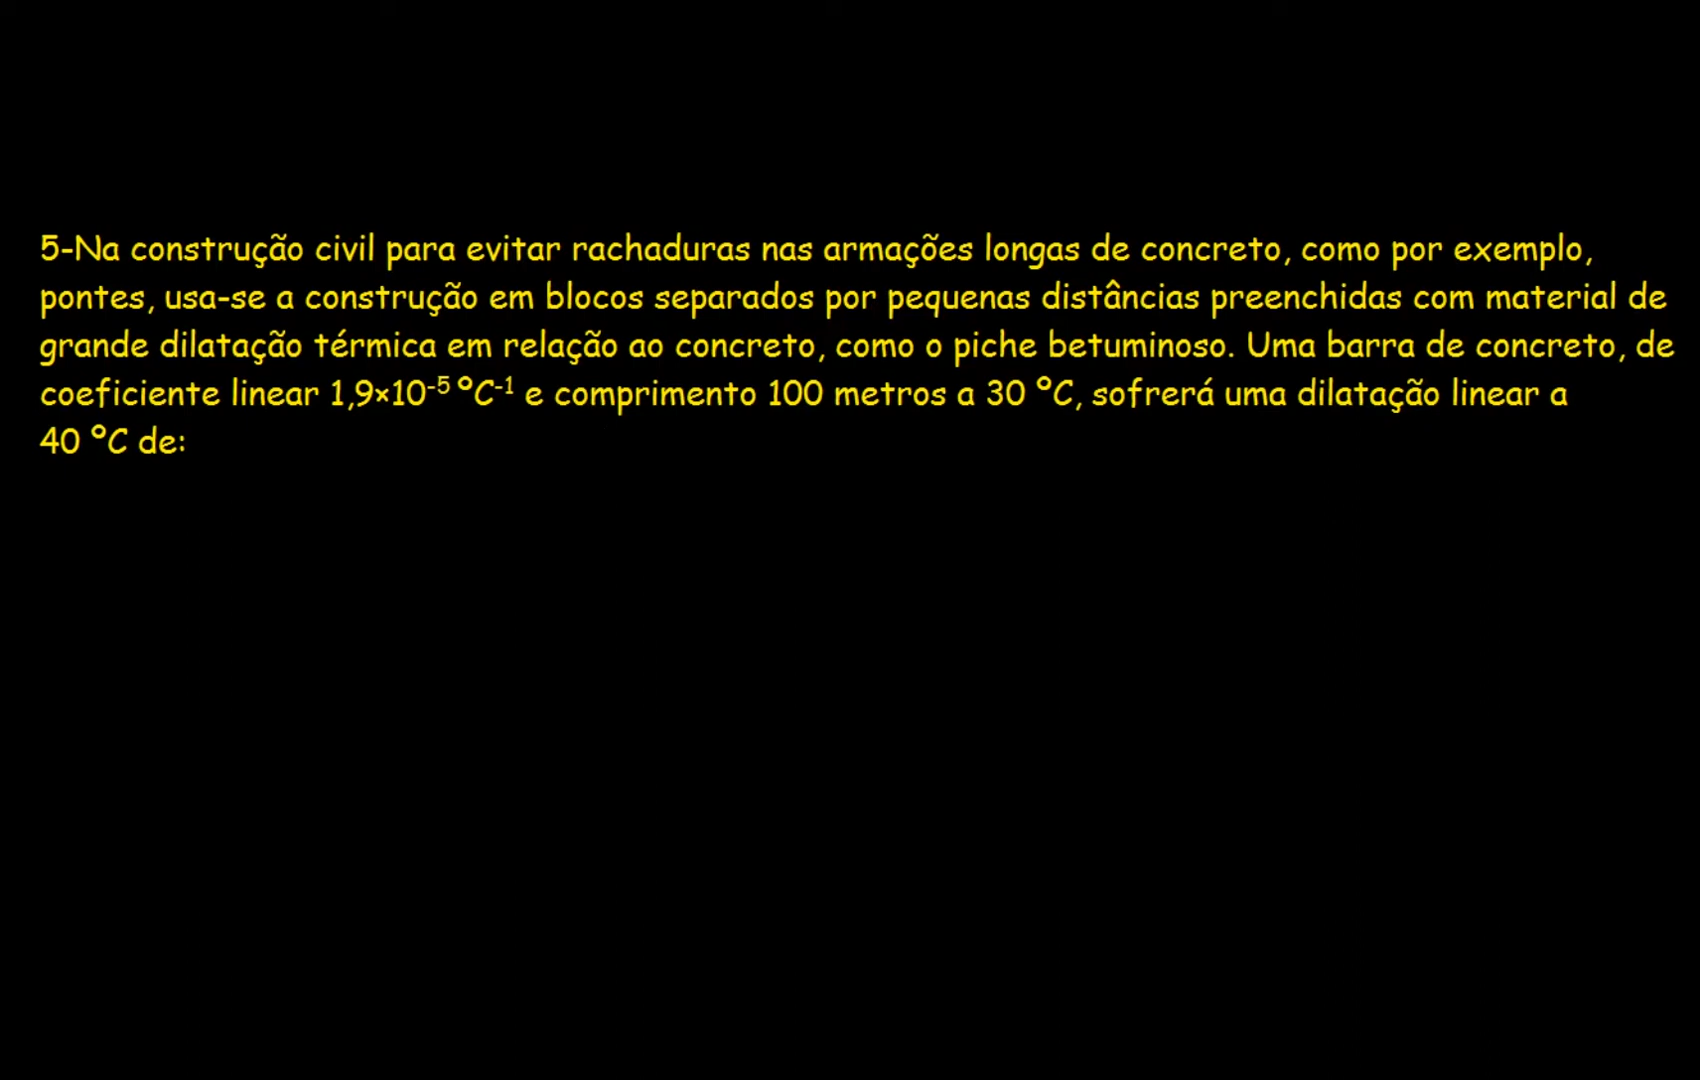 5-Na construção civil para evitar rachaduras nas armações longas de concreto, como por exemplo,
pontes, usa-se a construção em blocos separados por pequenas distâncias preenchidas com material de
grande dilatação térmica em relação ao concreto, como o piche betuminoso. Uma barra de concreto, de
coeficiente linear 1,9×10⁻⁵ ºC⁻¹ e comprimento 100 metros a 30 ºC, sofrerá uma dilatação linear a
40 ºC de: